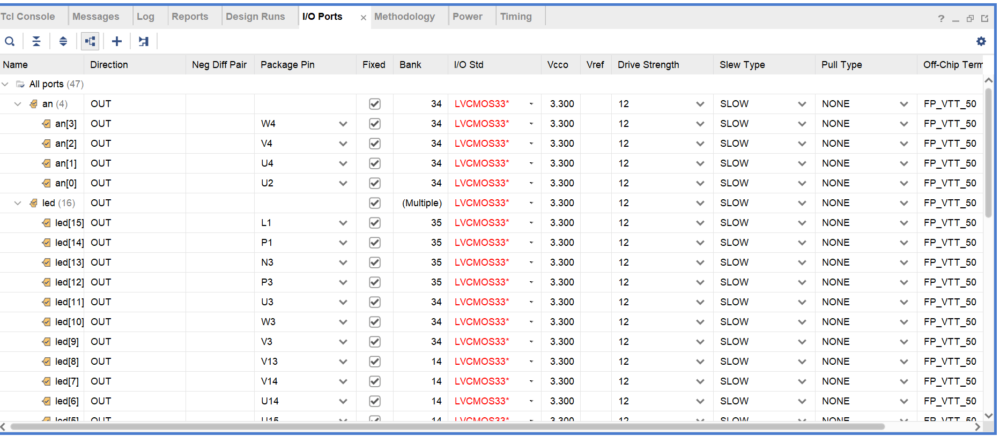 Tcl Console Messages Log Reports Design Runs I/O Ports × Methodology Power Timing ?
Name Direction Neg Diff Pair Package Pin Fixed Bank I/O Std Vcco Vref Drive Strength Slew Type Pull Type Off-Chip Term
All ports (47)
an (4) OUT 34 LVCMOS33* 3.300 12 SLOW NONE FP_VTT_50
an[3] OUT W4 34 LVCMOS33* 3.300 12 SLOW NONE FP_VTT_50
an[2] OUT V4 34 LVCMOS33* 3.300 12 SLOW NONE FP_VTT_50
an[1] OUT U4 34 LVCMOS33* 3.300 12 SLOW NONE FP_VTT_50
an[0] OUT U2 34 LVCMOS33* 3.300 12 SLOW NONE FP_VTT_50
led (16) OUT (Multiple) LVCMOS33* 3.300 12 SLOW NONE FP_VTT_50
led[15] OUT L1 35 LVCMOS33* 3.300 12 SLOW NONE FP_VTT_50
led[14] OUT P1 35 LVCMOS33* 3.300 12 SLOW NONE FP_VTT_50
led[13] OUT N3 35 LVCMOS33* 3.300 12 SLOW NONE FP_VTT_50
led[12] OUT P3 35 LVCMOS33* 3.300 12 SLOW NONE FP_VTT_50
led[11] OUT U3 34 LVCMOS33* 3.300 12 SLOW NONE FP_VTT_50
led[10] OUT W3 34 LVCMOS33* 3.300 12 SLOW NONE FP_VTT_50
led[9] OUT V3 34 LVCMOS33* 3.300 12 SLOW NONE FP_VTT_50
led[8] OUT V13 14 LVCMOS33* 3.300 12 SLOW NONE FP_VTT_50
led[7] OUT V14 14 LVCMOS33* 3.300 12 SLOW NONE FP_VTT_50
led[6] OUT U14 14 LVCMOS33* 3.300 12 SLOW NONE FP_VTT_50
led[5] OUT U15 14 LVCMOS33* 3.300 12 SLOW NONE FP_VTT_50